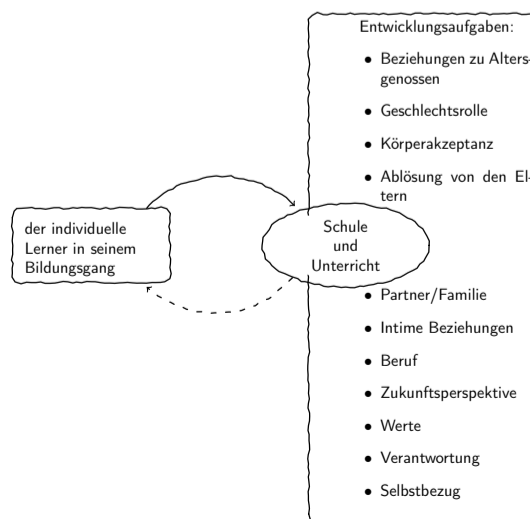 Entwicklungsaufgaben:
• Beziehungen zu Alters-
genossen
• Geschlechtsrolle
• Körperakzeptanz
• Ablösung von den El-
tern
der individuelle
Lerner in seinem
Bildungsgang
Schule
und
Unterricht
• Partner/Familie
• Intime Beziehungen
• Beruf
• Zukunftsperspektive
• Werte
• Verantwortung
• Selbstbezug